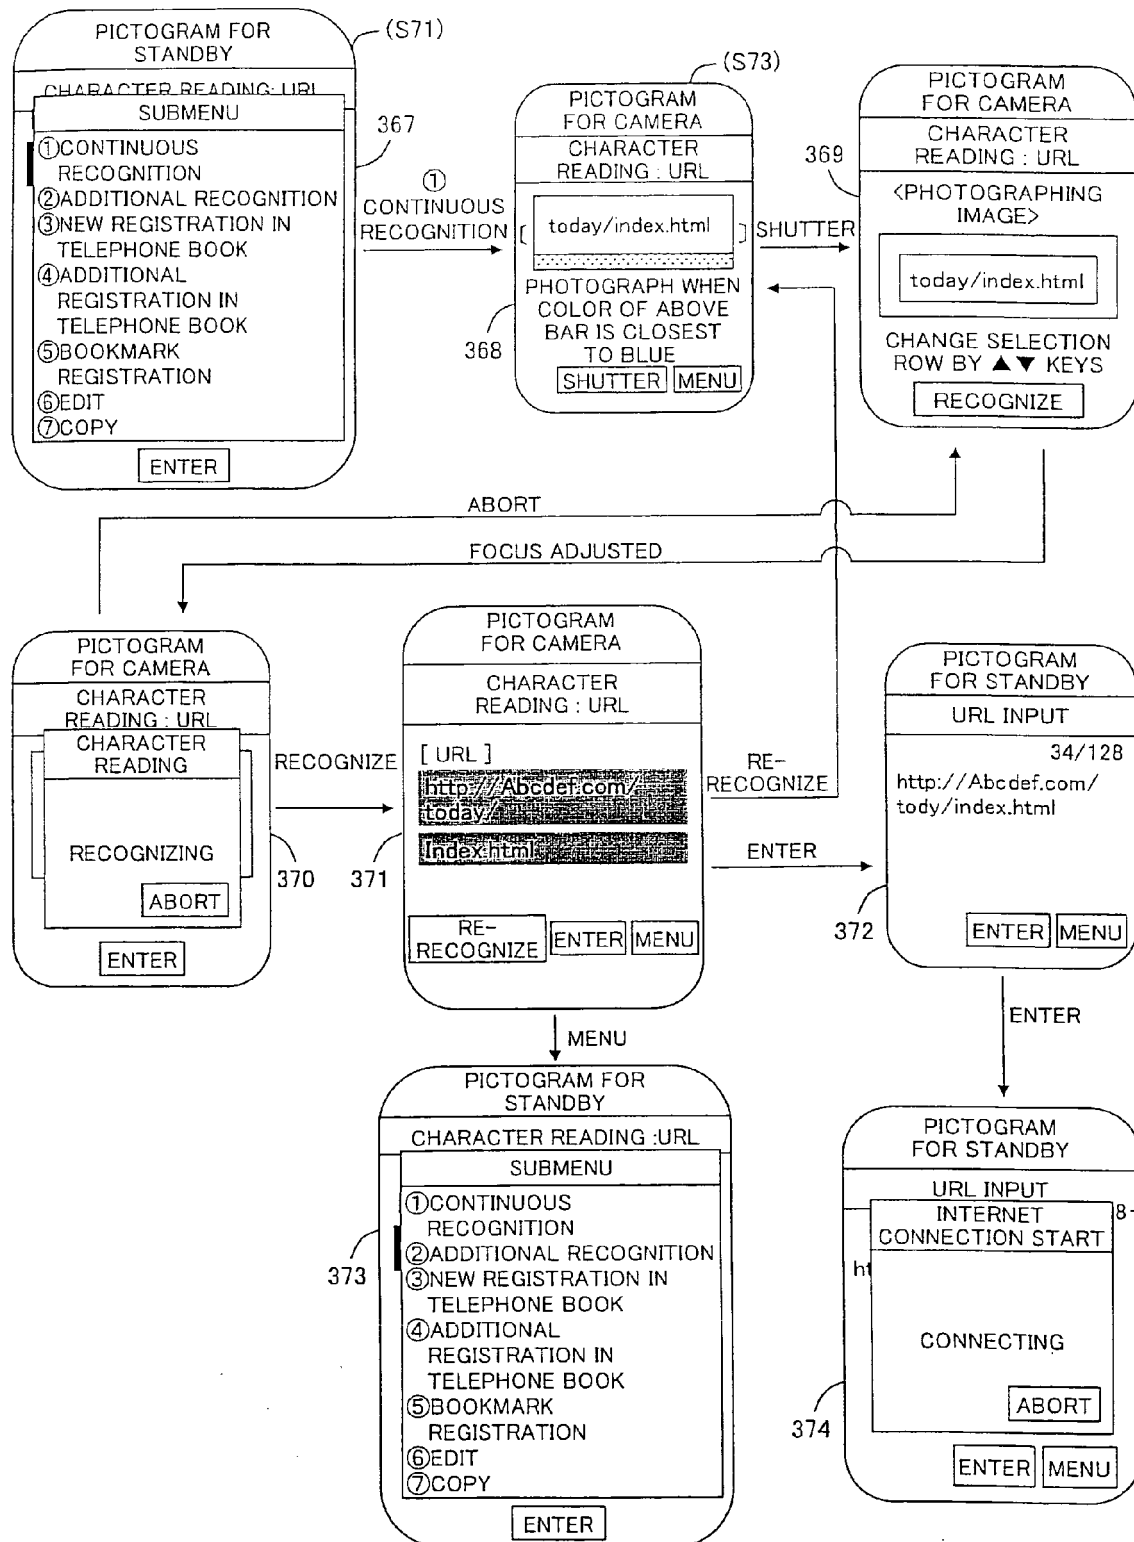 PICTOGRAM FOR
STANDBY
(S71)
CHARACTER READING: URL
SUBMENU
①CONTINUOUS
RECOGNITION
②ADDITIONAL RECOGNITION
③NEW REGISTRATION IN
TELEPHONE BOOK
④ADDITIONAL
REGISTRATION IN
TELEPHONE BOOK
⑤BOOKMARK
REGISTRATION
⑥EDIT
⑦COPY
ENTER
367
①
CONTINUOUS
RECOGNITION
(S73)
PICTOGRAM
FOR CAMERA
CHARACTER
READING : URL
[ today/index.html ]
PHOTOGRAPH WHEN
COLOR OF ABOVE
BAR IS CLOSEST
TO BLUE
SHUTTER MENU
368
SHUTTER
369
PICTOGRAM
FOR CAMERA
CHARACTER
READING : URL
<PHOTOGRAPHING
IMAGE>
today/index.html
CHANGE SELECTION
ROW BY ▲▼ KEYS
RECOGNIZE
ABORT
FOCUS ADJUSTED
PICTOGRAM
FOR CAMERA
CHARACTER
READING : URL
CHARACTER
READING
RECOGNIZING
ABORT
ENTER
370
RECOGNIZE
PICTOGRAM
FOR CAMERA
CHARACTER
READING : URL
[ URL ]
http://Abcdef.com/
today/
Index.html
RE-
RECOGNIZE ENTER MENU
371
RE-
RECOGNIZE
ENTER
PICTOGRAM
FOR STANDBY
URL INPUT
34/128
http://Abcdef.com/
tody/index.html
ENTER MENU
372
ENTER
MENU
PICTOGRAM FOR
STANDBY
CHARACTER READING :URL
SUBMENU
①CONTINUOUS
RECOGNITION
②ADDITIONAL RECOGNITION
③NEW REGISTRATION IN
TELEPHONE BOOK
④ADDITIONAL
REGISTRATION IN
TELEPHONE BOOK
⑤BOOKMARK
REGISTRATION
⑥EDIT
⑦COPY
ENTER
373
PICTOGRAM
FOR STANDBY
URL INPUT
8
INTERNET
CONNECTION START
ht
CONNECTING
ABORT
ENTER MENU
374